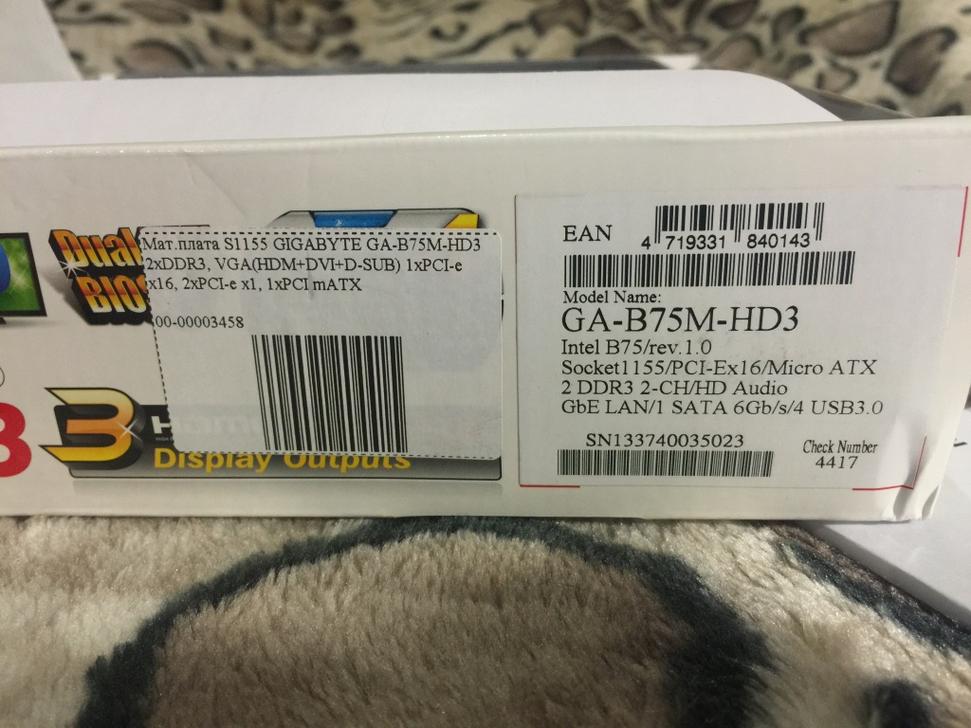 Dual
BIOS
Мат.плата S1155 GIGABYTE GA-B75M-HD3
2xDDR3, VGA(HDM+DVI+D-SUB) 1xPCI-e
x16, 2xPCI-e x1, 1xPCI mATX
00-00003458
3x
Display Outputs
EAN
4 719331 840143
Model Name:
GA-B75M-HD3
Intel B75/rev.1.0
Socket1155/PCI-Ex16/Micro ATX
2 DDR3 2-CH/HD Audio
GbE LAN/1 SATA 6Gb/s/4 USB3.0
SN133740035023
Check Number
4417